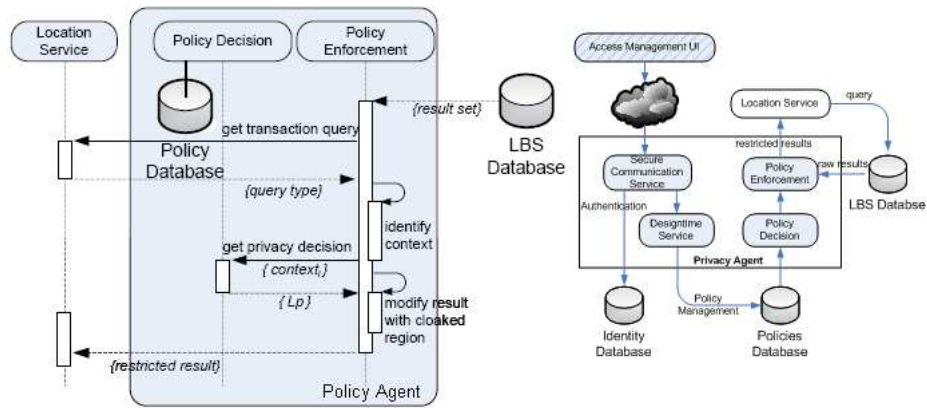 Location
Service
Policy Decision
Policy
Enforcement
{result set}
get transaction query
Policy
Database
LBS
Database
{query type}
identify
context
get privacy decision
{ contextᵢ}
{ Lp }
modify result
with cloaked
region
{restricted result}
Policy Agent
Access Management UI
Location Service
query
restricted results
Secure
Communication
Service
Policy
Enforcement
raw results
LBS Databse
Authentication
Designtime
Service
Policy
Decision
Privacy Agent
Policy
Management
Identity
Database
Policies
Database